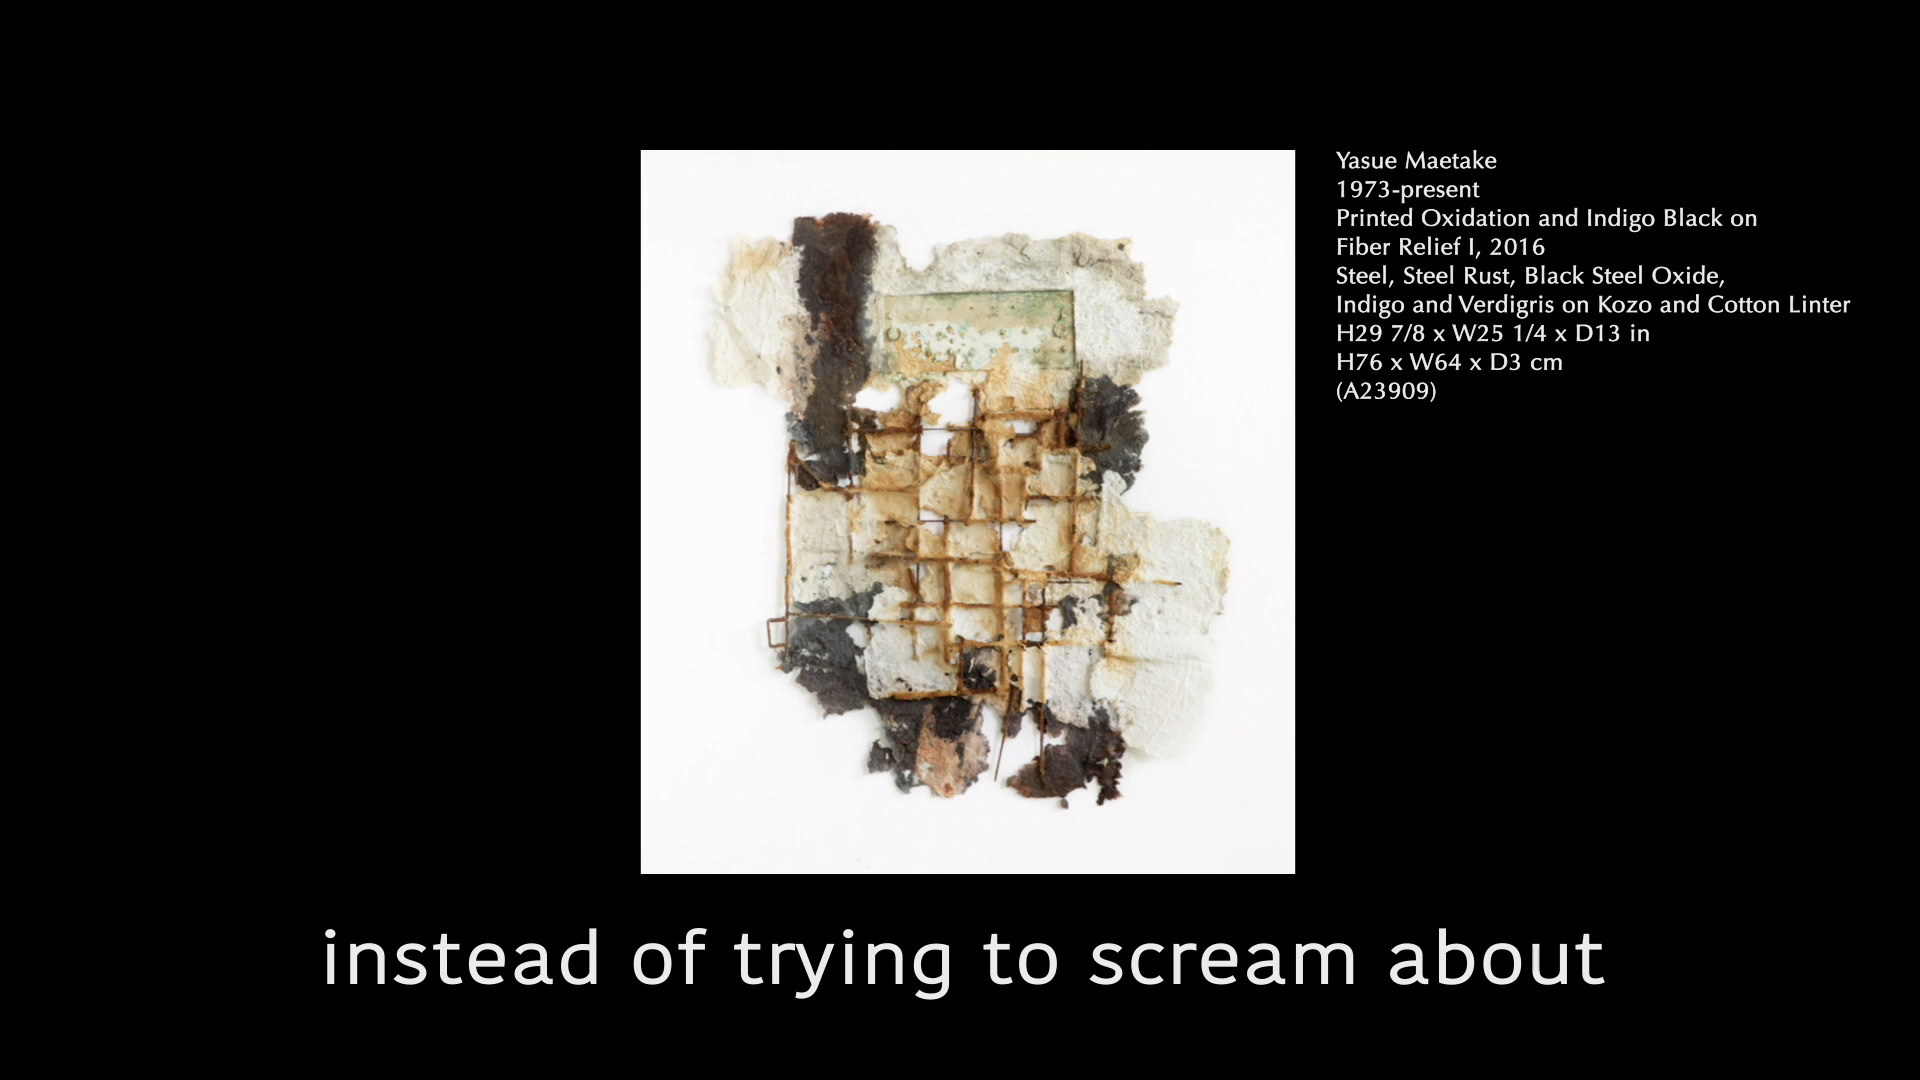 Yasue Maetake
1973-present
Printed Oxidation and Indigo Black on
Fiber Relief I, 2016
Steel, Steel Rust, Black Steel Oxide,
Indigo and Verdigris on Kozo and Cotton Linter
H29 7/8 x W25 1/4 x D13 in
H76 x W64 x D3 cm
(A23909)
instead of trying to scream about